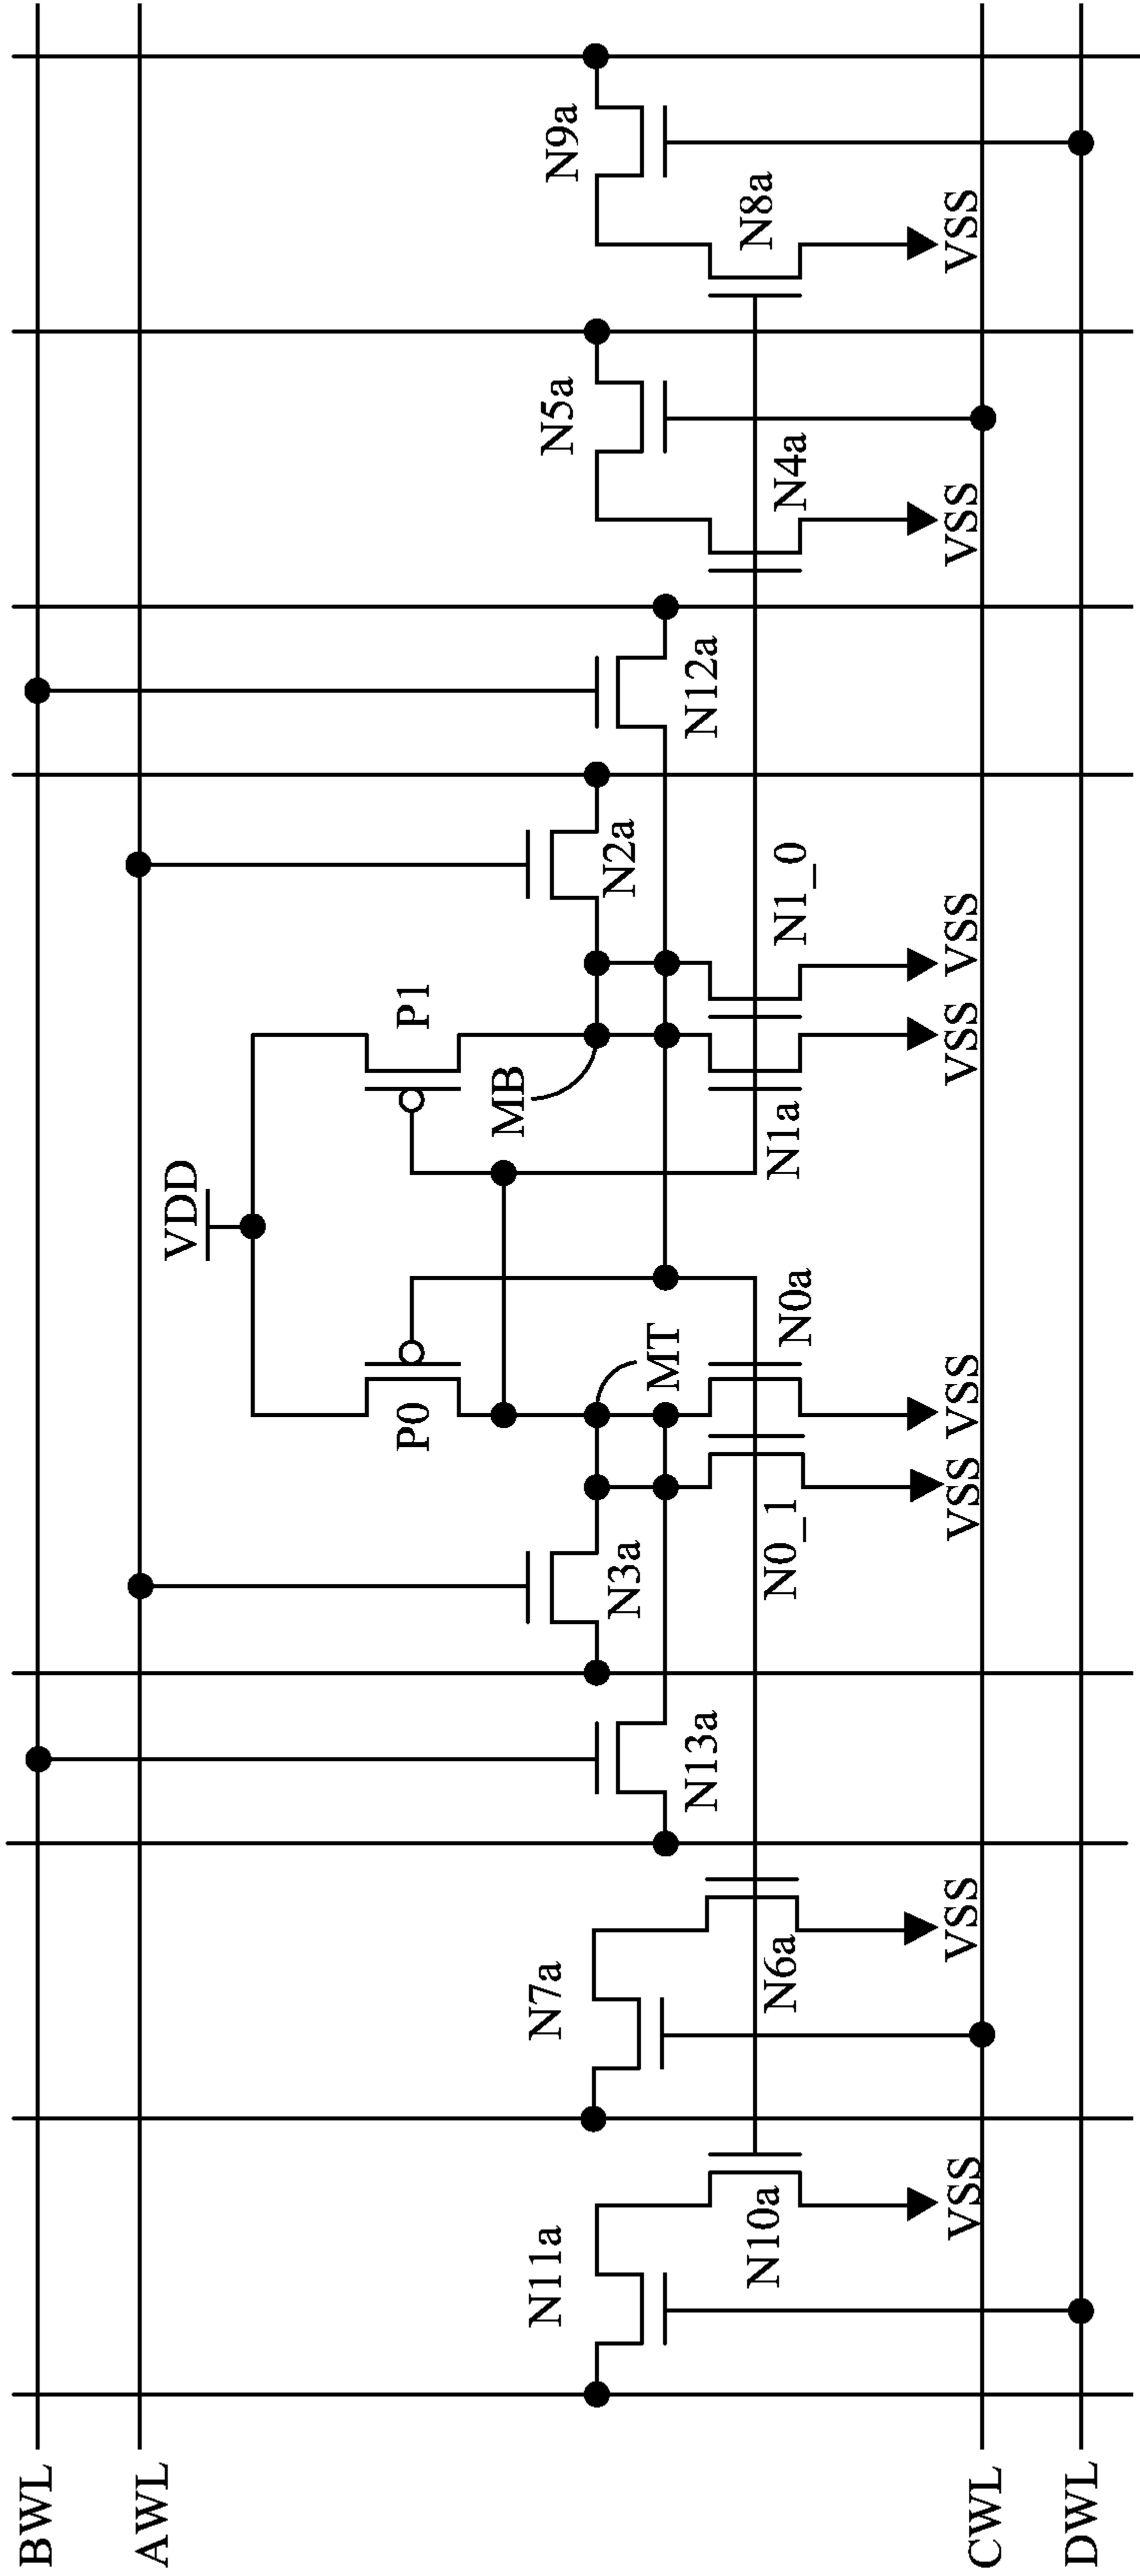 BWL
AWL
VDD
P0
P1
MB
N11a
N7a
N5a
N9a
N3a
N2a
MT
N13a
N12a
N10a
N6a
N0_1
N0a
N1a
N1_0
N4a
N8a
VSS
VSS
VSS
VSS
VSS
VSS
VSS
VSS
CWL
DWL